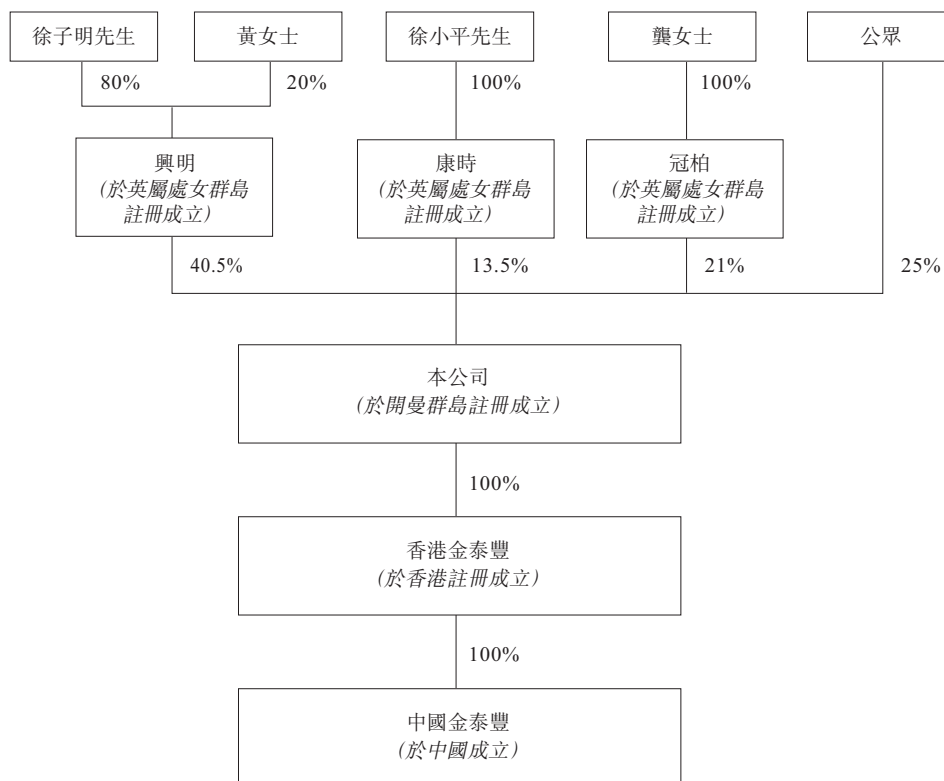 徐子明先生
黃女士
徐小平先生
龔女士
公眾
80%
20%
100%
100%
興明
(於英屬處女群島
註冊成立)
康時
(於英屬處女群島
註冊成立)
冠柏
(於英屬處女群島
註冊成立)
40.5%
13.5%
21%
25%
本公司
(於開曼群島註冊成立)
100%
香港金泰豐
(於香港註冊成立)
100%
中國金泰豐
(於中國成立)